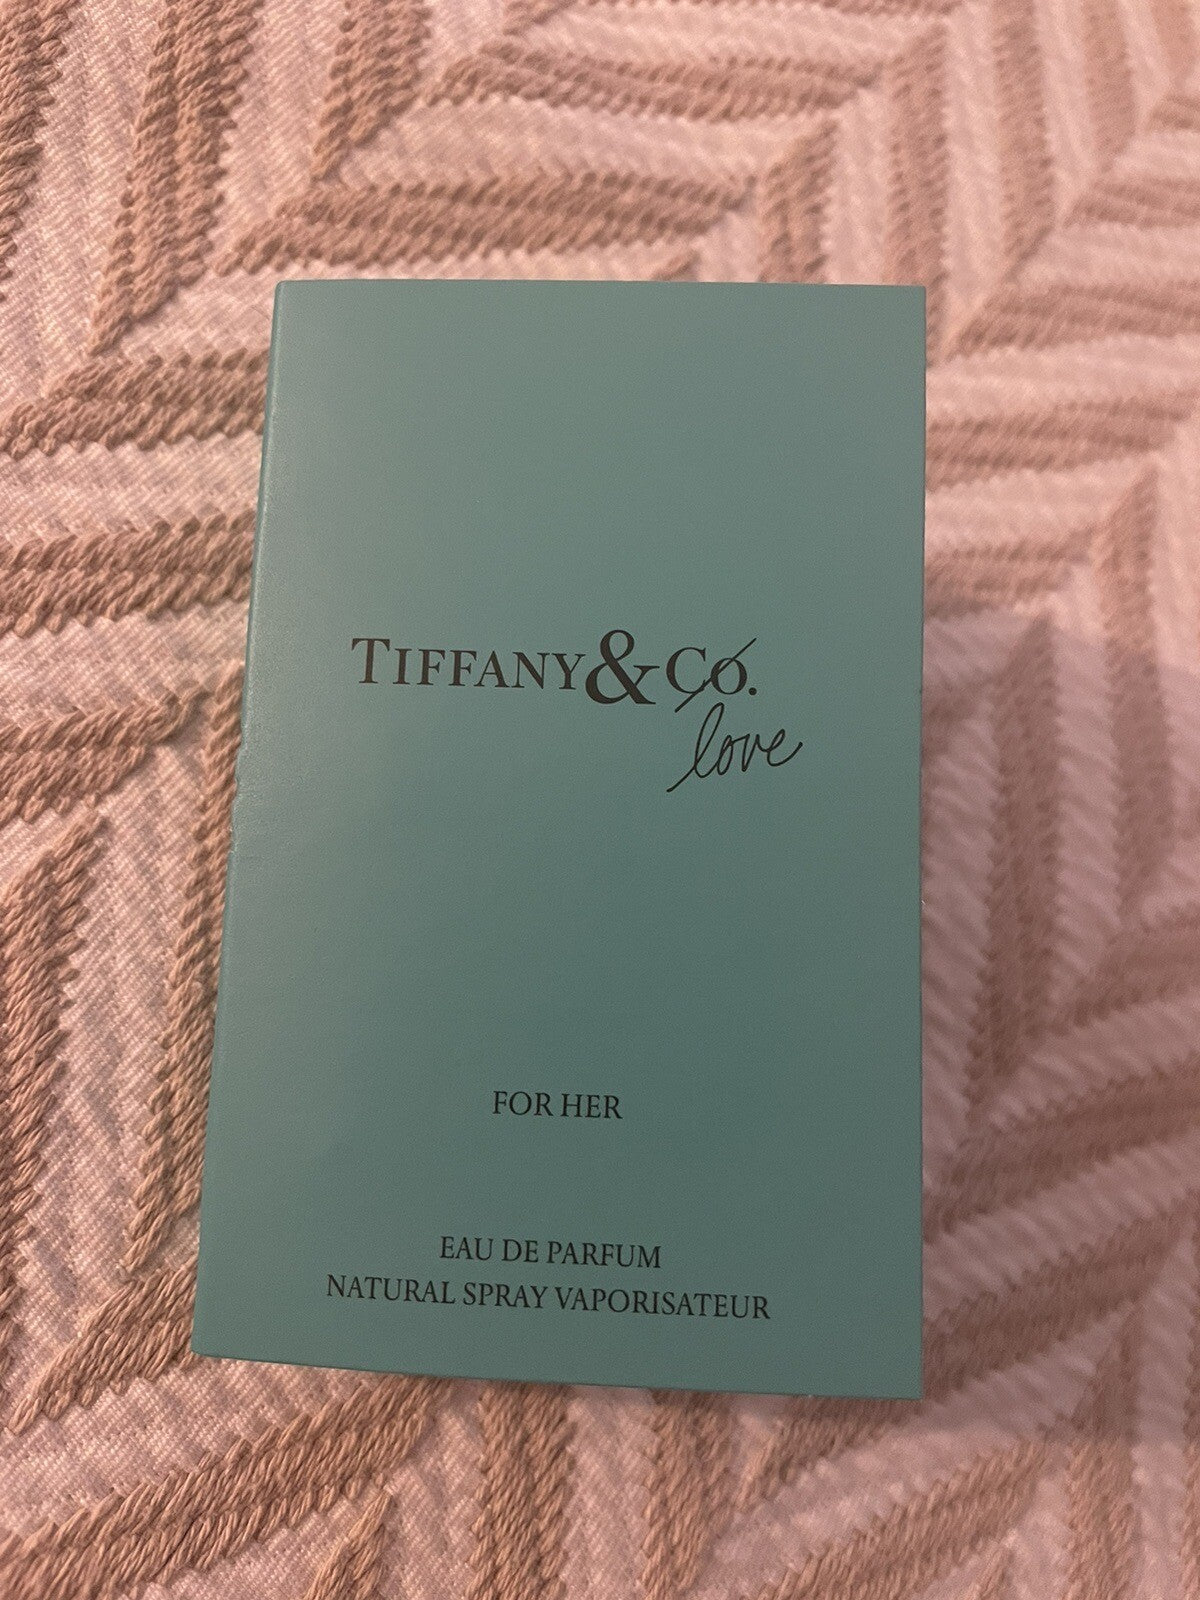 TIFFANY & CO.
love
FOR HER
EAU DE PARFUM
NATURAL SPRAY VAPORISATEUR